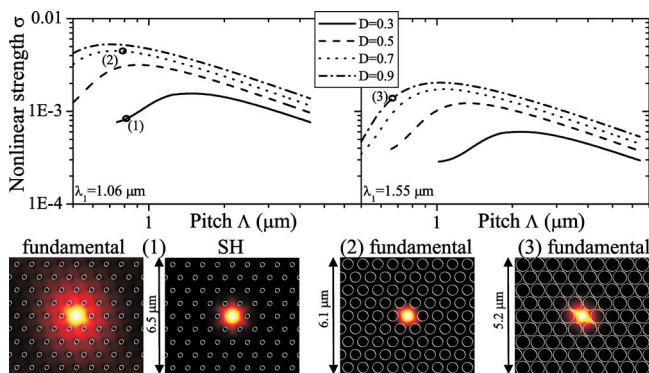 0.01
Nonlinear strength σ
1E-3
1E-4
(2)
(1)
λ1=1.06 μm
D=0.3
D=0.5
D=0.7
D=0.9
(3)
λ1=1.55 μm
1
Pitch Λ (μm)
1
Pitch Λ (μm)
fundamental (1) SH (2) fundamental (3) fundamental
6.5 μm
6.1 μm
5.2 μm